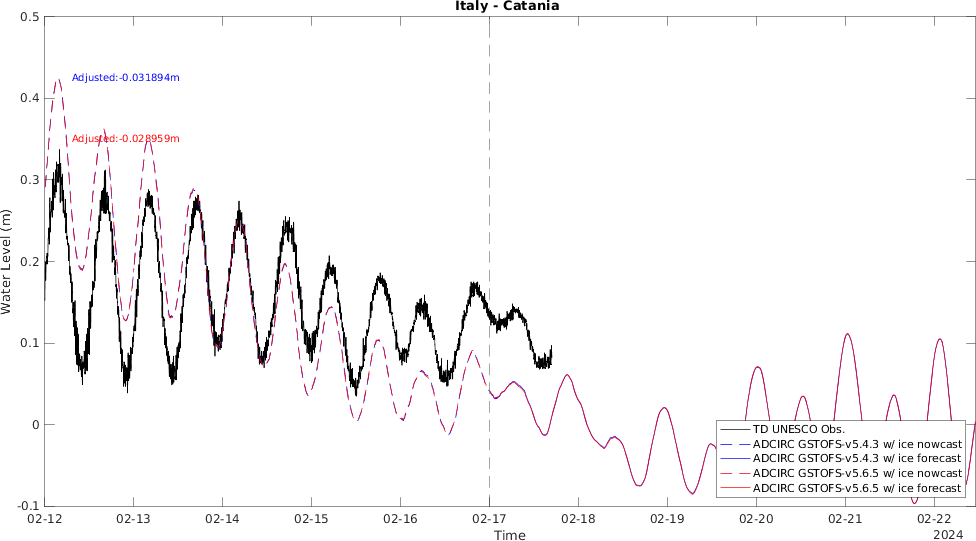 Italy - Catania
0.5
0.4
0.3
0.2
0.1
0
-0.1
Water Level (m)
Adjusted:-0.031894m
Adjusted:-0.028959m
TD UNESCO Obs.
ADCIRC GSTOFS-v5.4.3 w/ ice nowcast
ADCIRC GSTOFS-v5.4.3 w/ ice forecast
ADCIRC GSTOFS-v5.6.5 w/ ice nowcast
ADCIRC GSTOFS-v5.6.5 w/ ice forecast
02-12 02-13 02-14 02-15 02-16 02-17 02-18 02-19 02-20 02-21 02-22
Time
2024